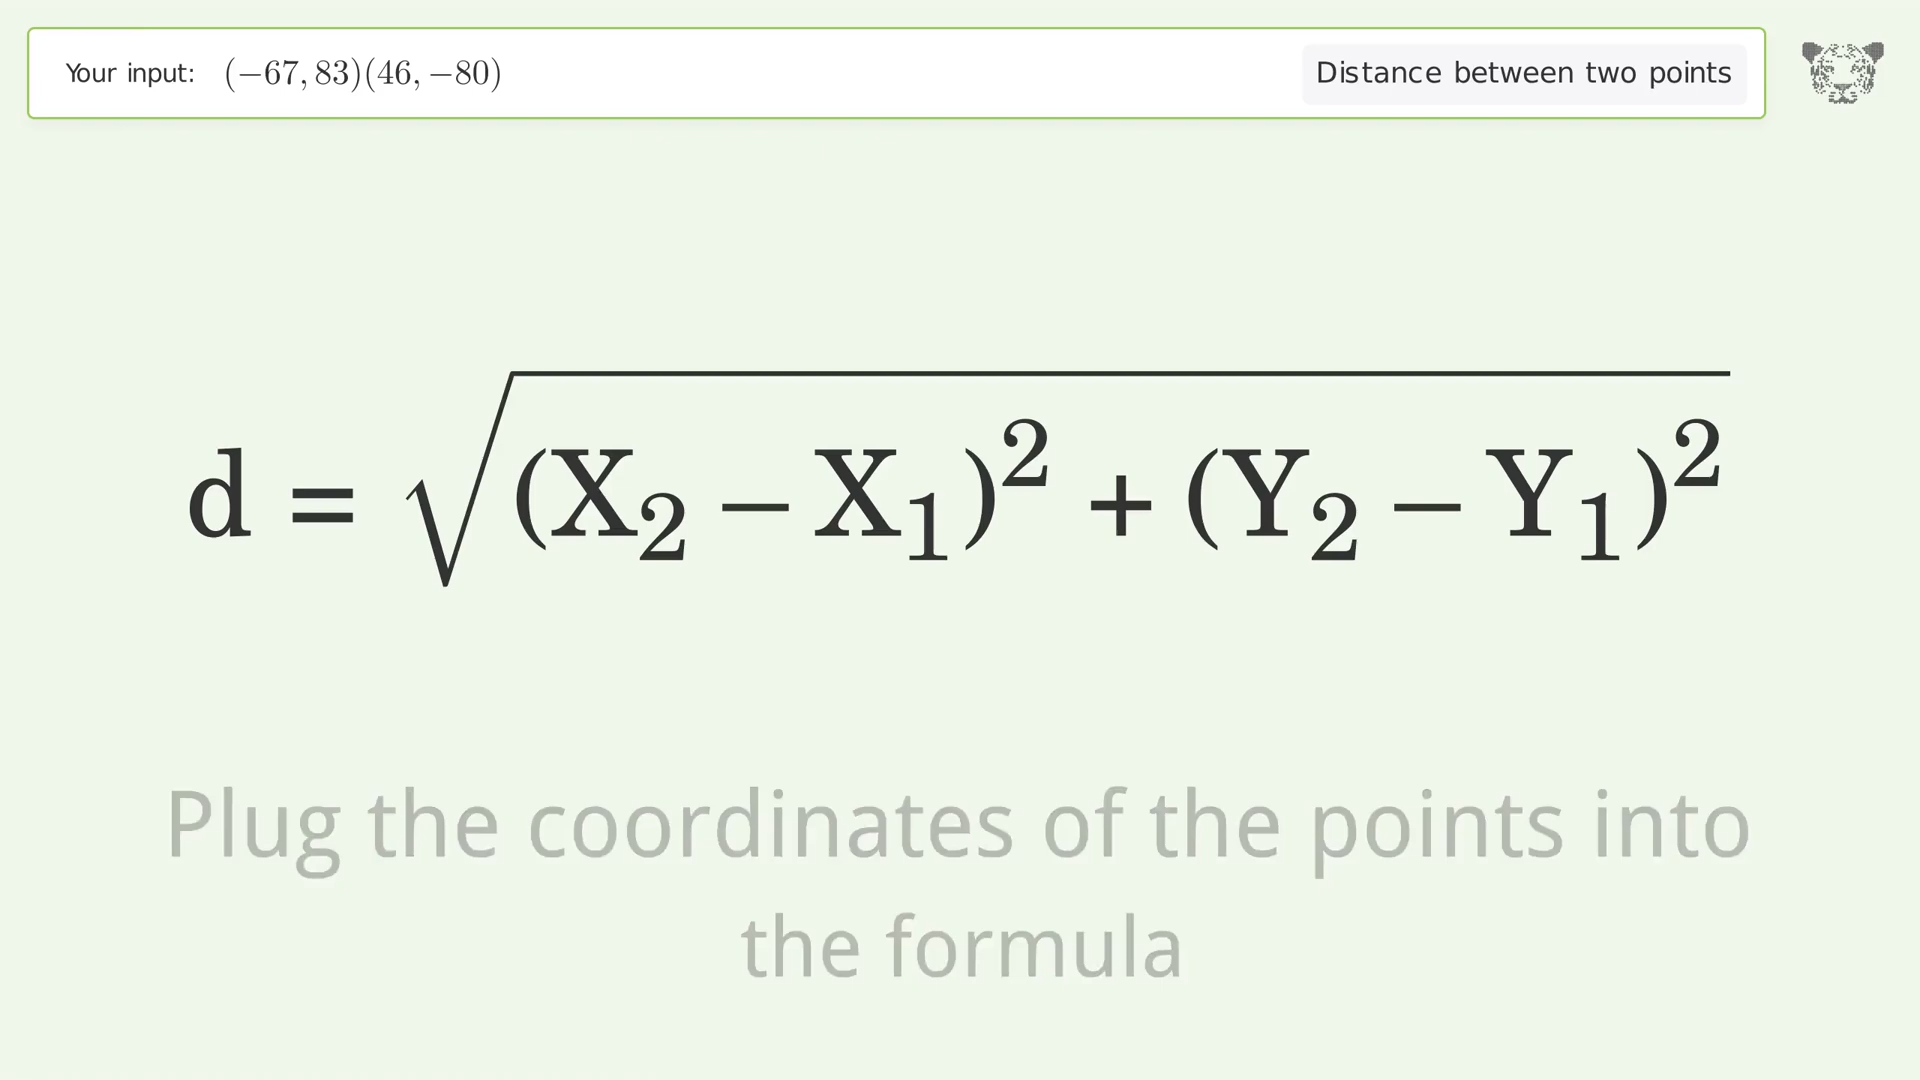 Your input: (−67, 83)(46, −80)
Distance between two points
d = √(X₂ − X₁)² + (Y₂ − Y₁)²
Plug the coordinates of the points into
the formula